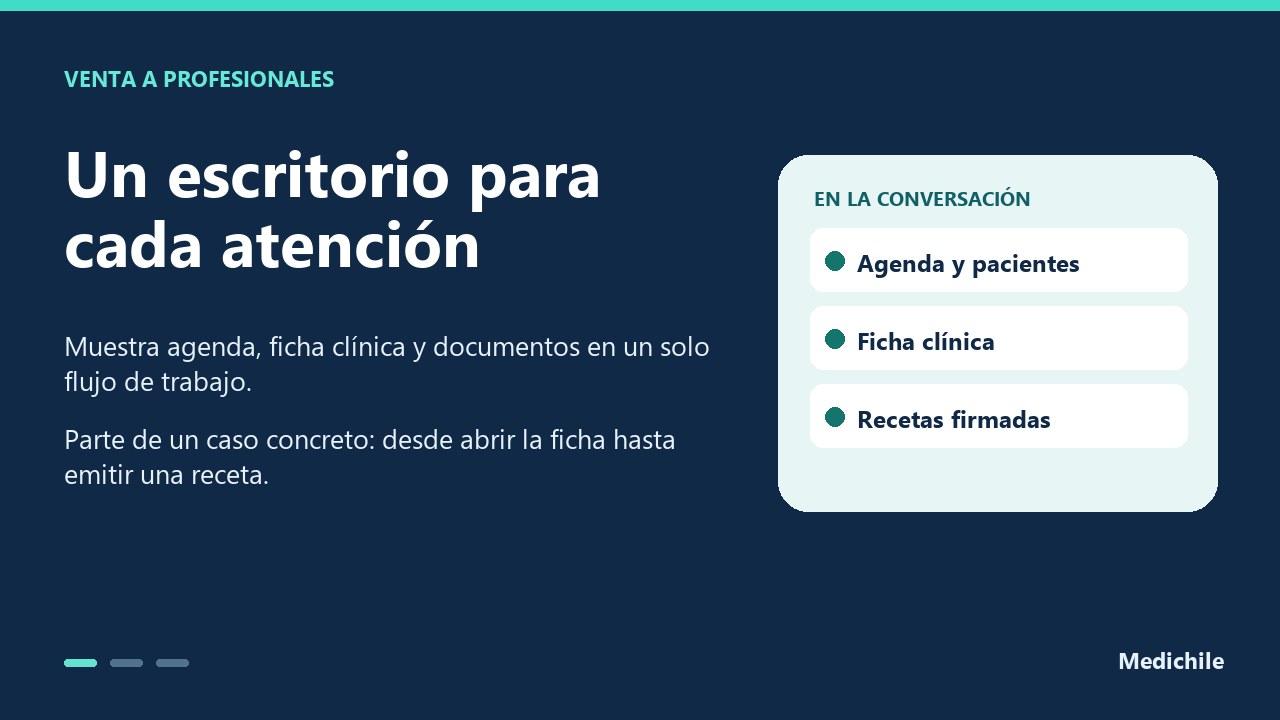 VENTA A PROFESIONALES
Un escritorio para
cada atención
Muestra agenda, ficha clínica y documentos en un solo
flujo de trabajo.
Parte de un caso concreto: desde abrir la ficha hasta
emitir una receta.
EN LA CONVERSACIÓN
Agenda y pacientes
Ficha clínica
Recetas firmadas
Medichile